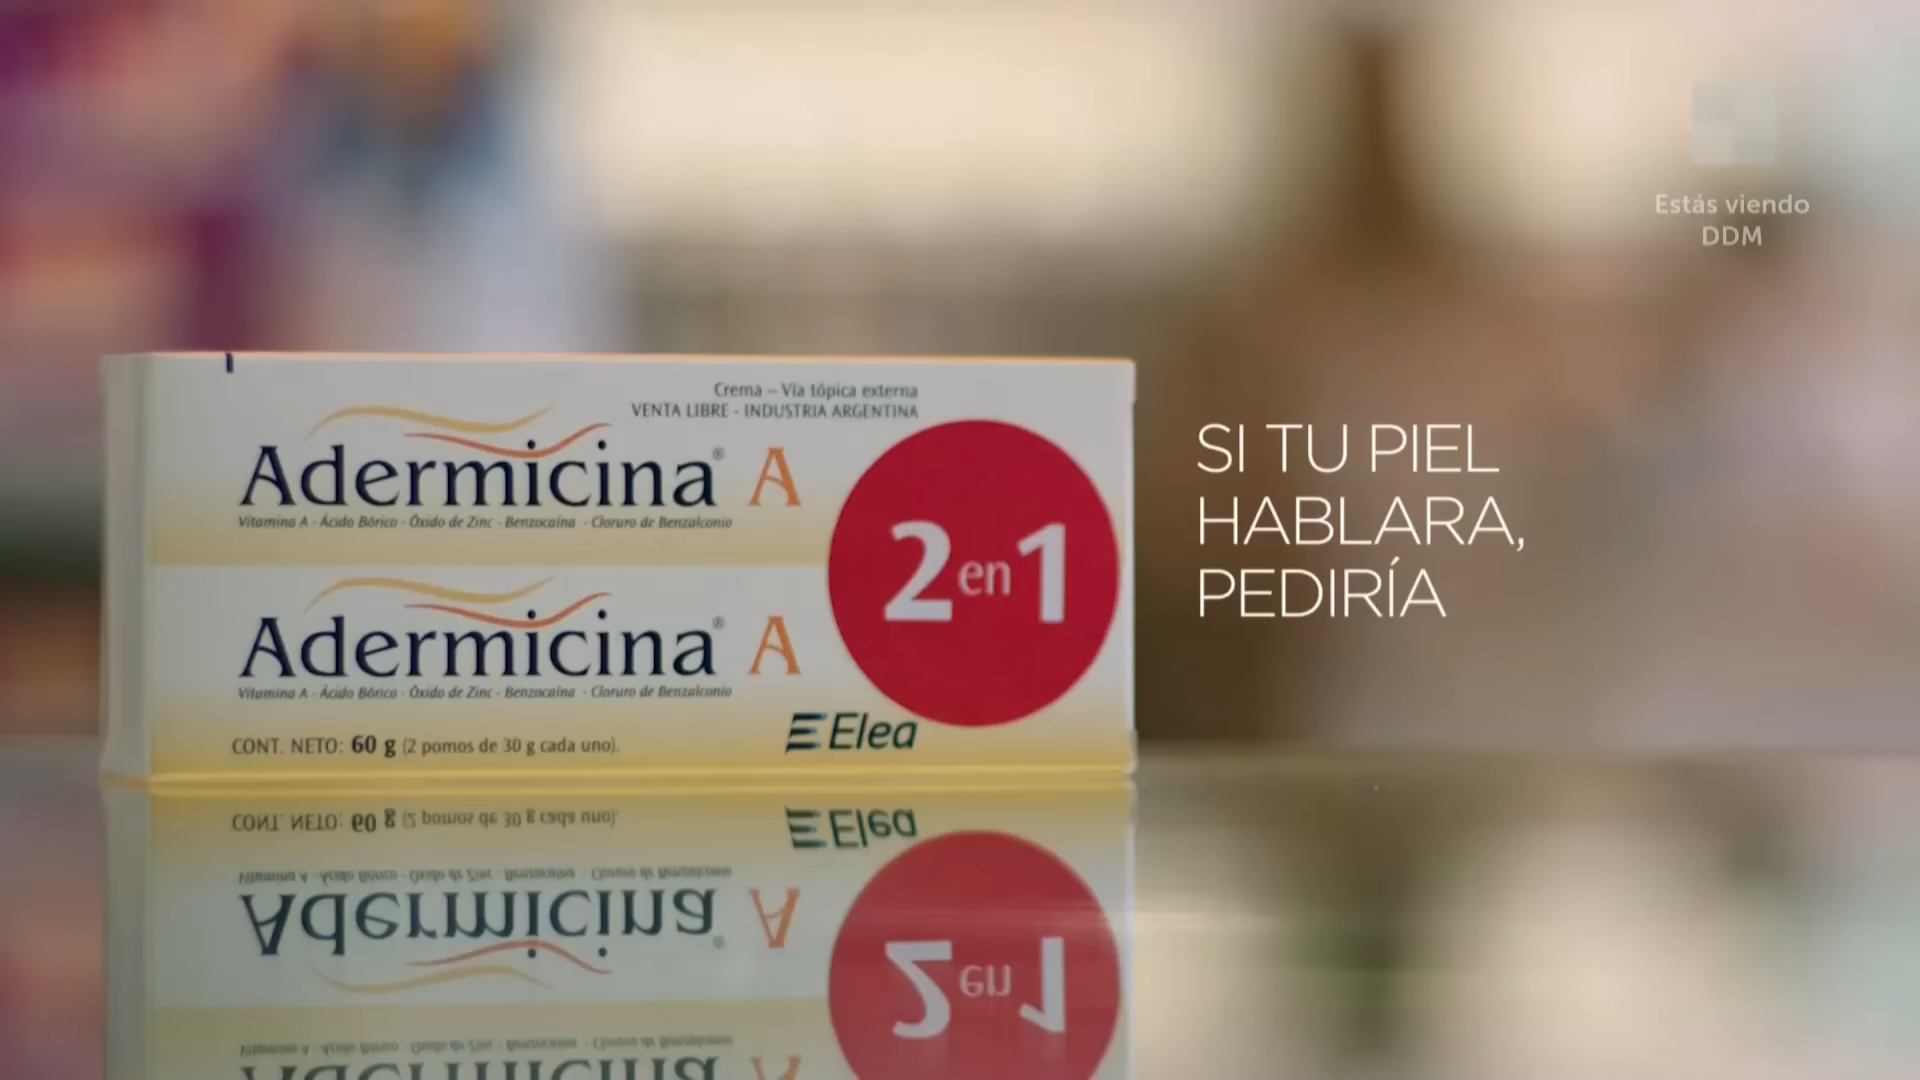 Estás viendo
DDM
Crema – Vía tópica externa
VENTA LIBRE - INDUSTRIA ARGENTINA
Adermicina® A
Vitamina A - Ácido Bórico - Óxido de Zinc - Benzocaína - Cloruro de Benzalconio
2 en 1
Adermicina® A
Vitamina A - Ácido Bórico - Óxido de Zinc - Benzocaína - Cloruro de Benzalconio
Elea
CONT. NETO: 60 g (2 pomos de 30 g cada uno).
SI TU PIEL
HABLARA,
PEDIRÍA